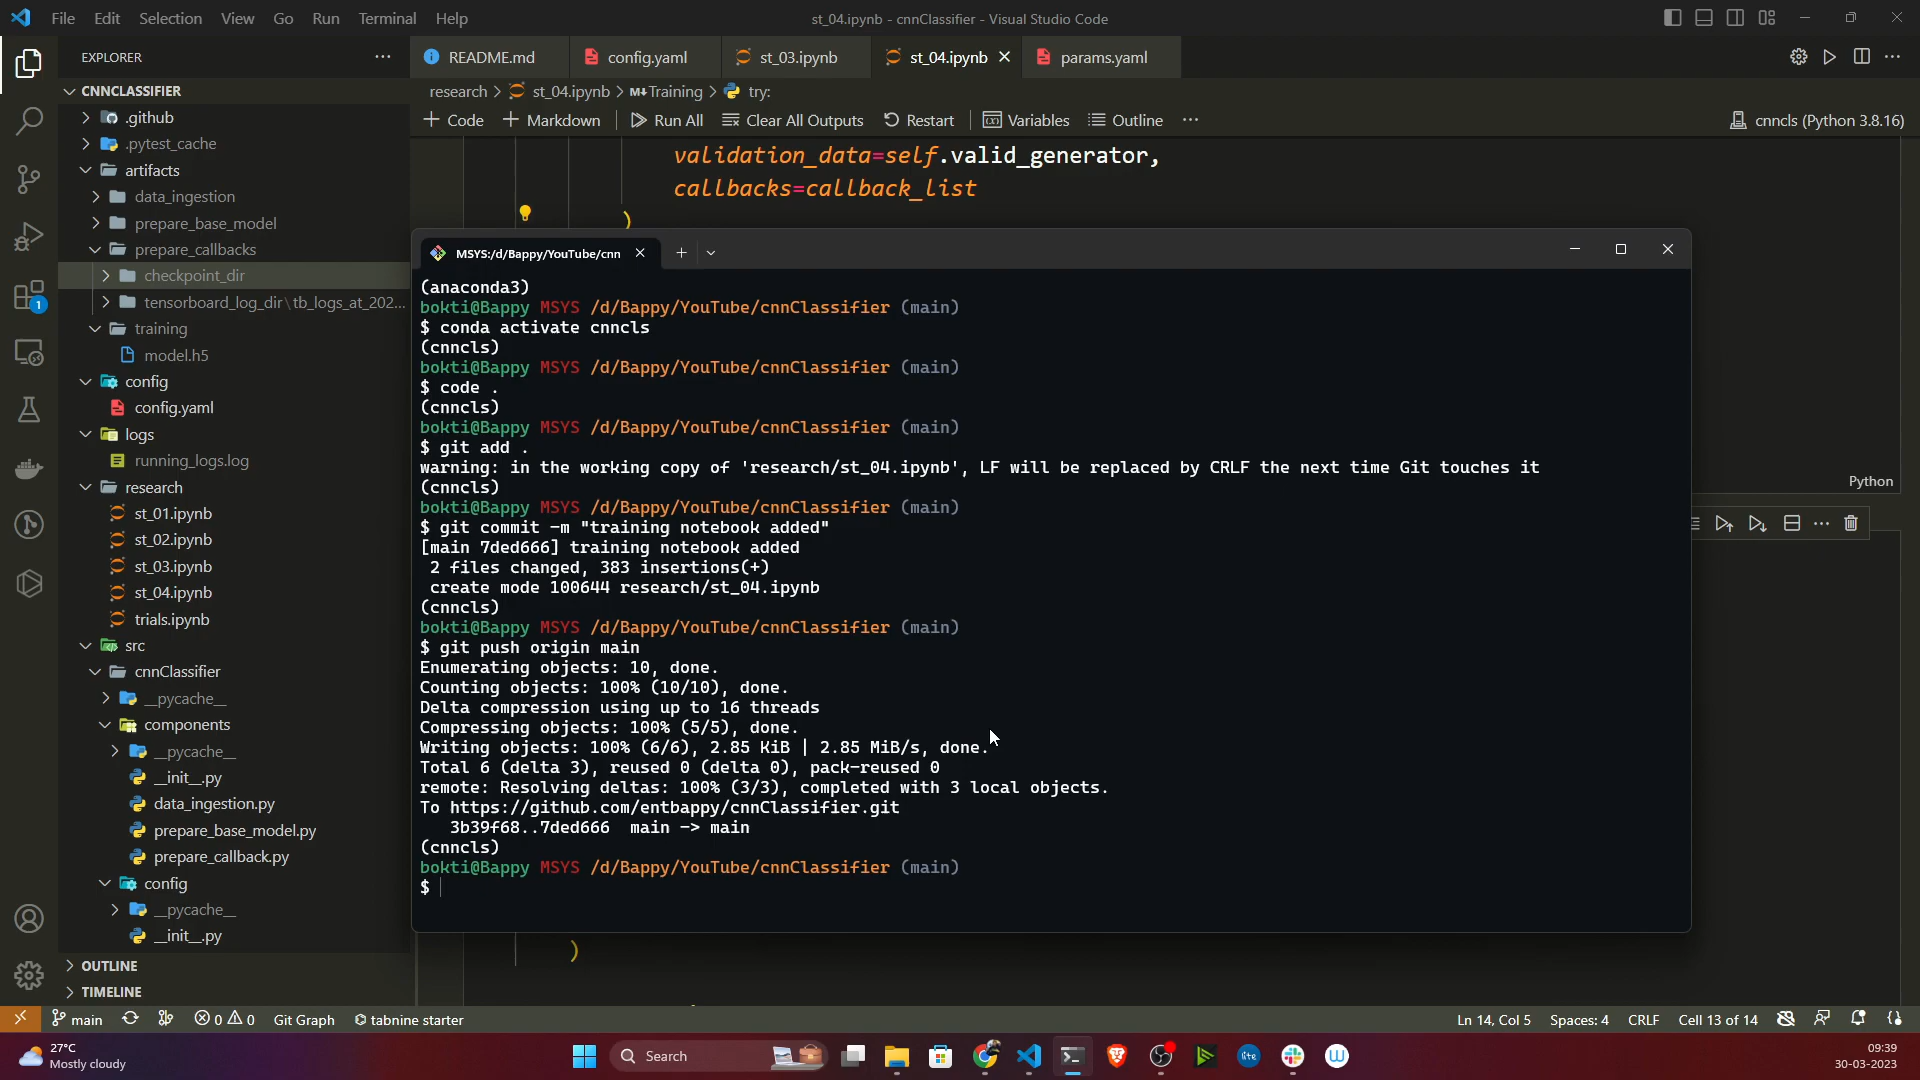 File Edit Selection View Go Run Terminal Help
st_04.ipynb - cnnClassifier - Visual Studio Code
EXPLORER
README.md config.yaml st_03.ipynb st_04.ipynb params.yaml
CNNCLASSIFIER
research > st_04.ipynb > M↓Training > try:
+ Code + Markdown Run All Clear All Outputs Restart Variables Outline ···
cnncls (Python 3.8.16)
.github
.pytest_cache
artifacts
data_ingestion
prepare_base_model
prepare_callbacks
checkpoint_dir
tensorboard_log_dir\tb_logs_at_202...
training
model.h5
config
config.yaml
logs
running_logs.log
research
st_01.ipynb
st_02.ipynb
st_03.ipynb
st_04.ipynb
trials.ipynb
src
cnnClassifier
__pycache__
components
__pycache__
__init__.py
data_ingestion.py
prepare_base_model.py
prepare_callback.py
config
__pycache__
__init__.py
OUTLINE
TIMELINE
validation_data=self.valid_generator,
callbacks=callback_list
)
MSYS:/d/Bappy/YouTube/cnn
(anaconda3)
bokti@Bappy MSYS /d/Bappy/YouTube/cnnClassifier (main)
$ conda activate cnncls
(cnncls)
bokti@Bappy MSYS /d/Bappy/YouTube/cnnClassifier (main)
$ code .
(cnncls)
bokti@Bappy MSYS /d/Bappy/YouTube/cnnClassifier (main)
$ git add .
warning: in the working copy of 'research/st_04.ipynb', LF will be replaced by CRLF the next time Git touches it
(cnncls)
bokti@Bappy MSYS /d/Bappy/YouTube/cnnClassifier (main)
$ git commit -m "training notebook added"
[main 7ded666] training notebook added
2 files changed, 383 insertions(+)
create mode 100644 research/st_04.ipynb
(cnncls)
bokti@Bappy MSYS /d/Bappy/YouTube/cnnClassifier (main)
$ git push origin main
Enumerating objects: 10, done.
Counting objects: 100% (10/10), done.
Delta compression using up to 16 threads
Compressing objects: 100% (5/5), done.
Writing objects: 100% (6/6), 2.85 KiB | 2.85 MiB/s, done.
Total 6 (delta 3), reused 0 (delta 0), pack-reused 0
remote: Resolving deltas: 100% (3/3), completed with 3 local objects.
To https://github.com/entbappy/cnnClassifier.git
3b39f68..7ded666 main -> main
(cnncls)
bokti@Bappy MSYS /d/Bappy/YouTube/cnnClassifier (main)
$
Python
)
main 0 0 Git Graph tabnine starter
Ln 14, Col 5 Spaces: 4 CRLF Cell 13 of 14
1
27°C
Mostly cloudy
Search
lite
09:39
30-03-2023